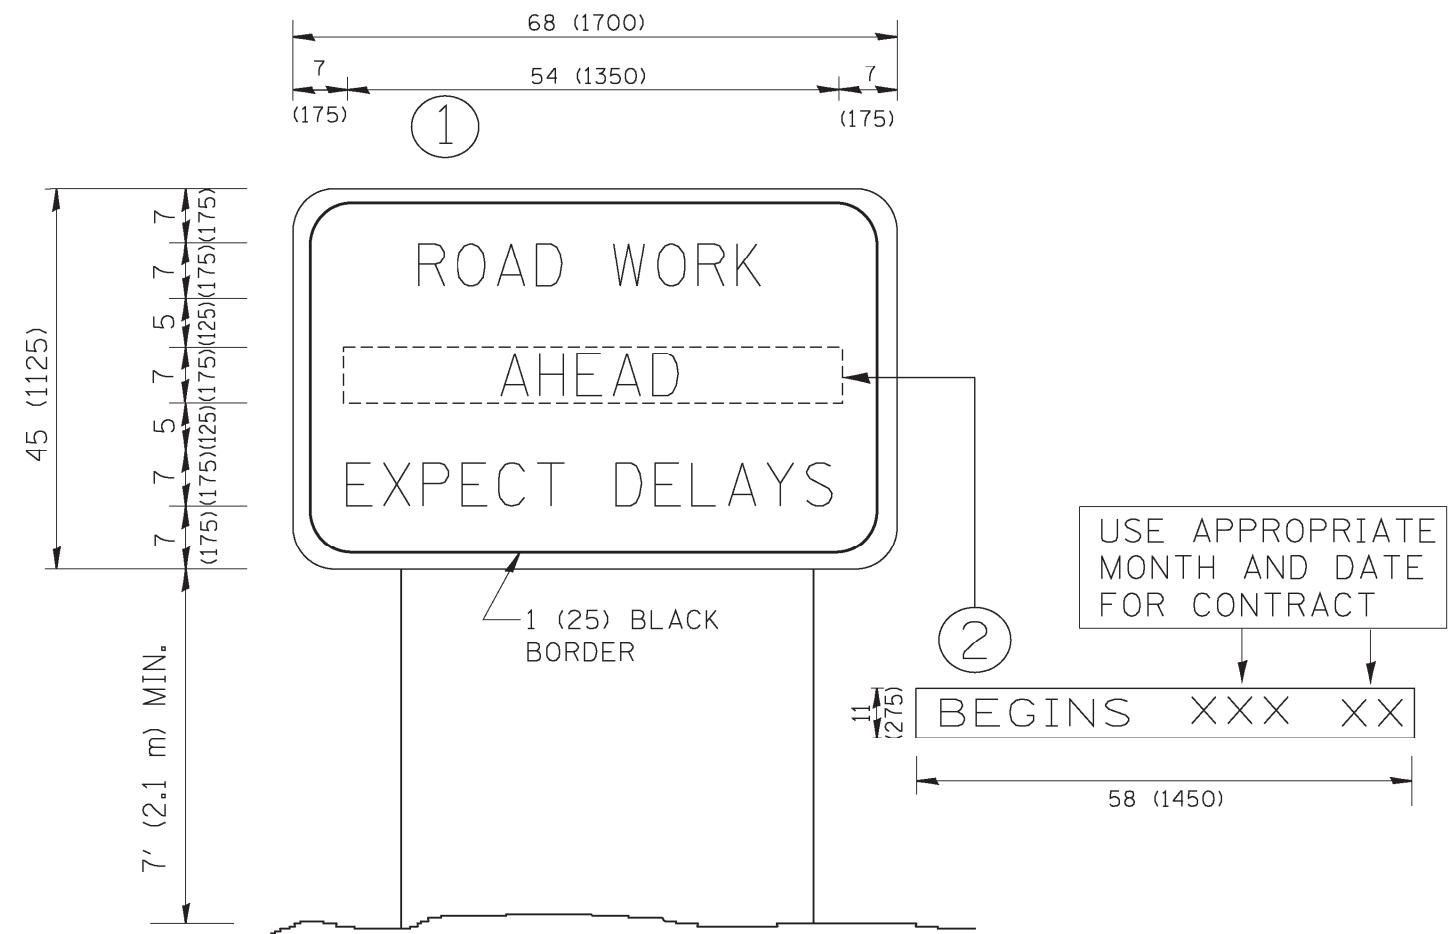 68 (1700)
7
54 (1350)
7
(175)
(175)
1
45 (1125)
7
(175)
7
(175)
5
(125)
7
(175)
5
(125)
7
(175)
7
(175)
ROAD WORK
AHEAD
EXPECT DELAYS
1 (25) BLACK
BORDER
7' (2.1 m) MIN.
2
USE APPROPRIATE
MONTH AND DATE
FOR CONTRACT
11
(275)
BEGINS XXX XX
58 (1450)